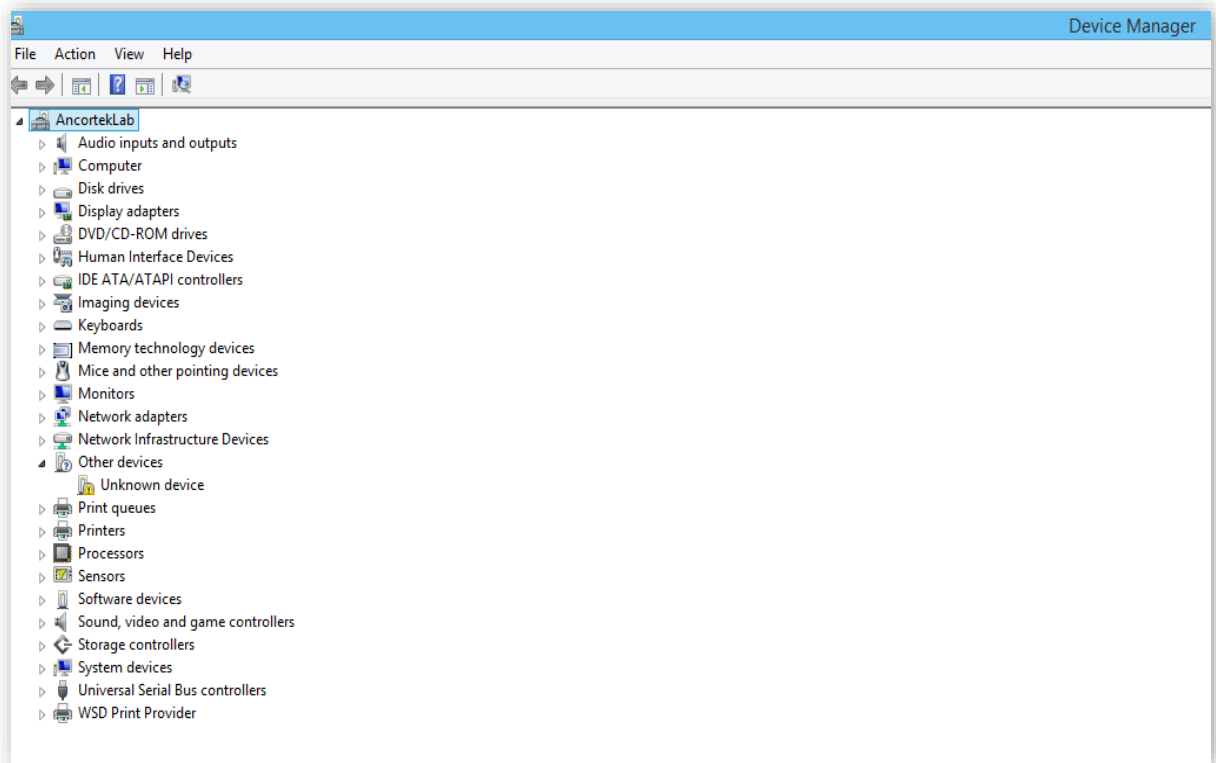 Device Manager
File Action View Help
AncortekLab
Audio inputs and outputs
Computer
Disk drives
Display adapters
DVD/CD-ROM drives
Human Interface Devices
IDE ATA/ATAPI controllers
Imaging devices
Keyboards
Memory technology devices
Mice and other pointing devices
Monitors
Network adapters
Network Infrastructure Devices
Other devices
Unknown device
Print queues
Printers
Processors
Sensors
Software devices
Sound, video and game controllers
Storage controllers
System devices
Universal Serial Bus controllers
WSD Print Provider